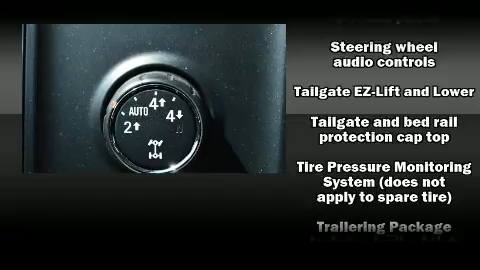 4↑
AUTO
4↓
2↑
N
Steering wheel
audio controls
Tailgate EZ-Lift and Lower
Tailgate and bed rail
protection cap top
Tire Pressure Monitoring
System (does not
apply to spare tire)
Trailering Package